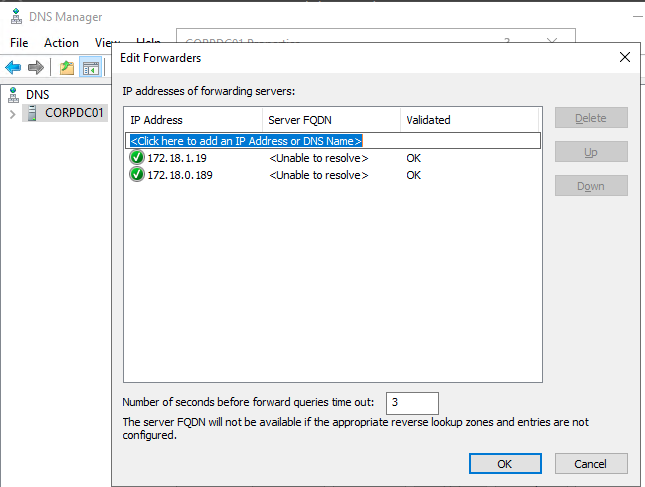 DNS Manager
File Action View Help
CORPDC01 Properties ?
Edit Forwarders
DNS
CORPDC01
IP addresses of forwarding servers:
IP Address Server FQDN Validated
<Click here to add an IP Address or DNS Name>
172.18.1.19 <Unable to resolve> OK
172.18.0.189 <Unable to resolve> OK
Delete
Up
Down
Number of seconds before forward queries time out: 3
The server FQDN will not be available if the appropriate reverse lookup zones and entries are not
configured.
OK Cancel